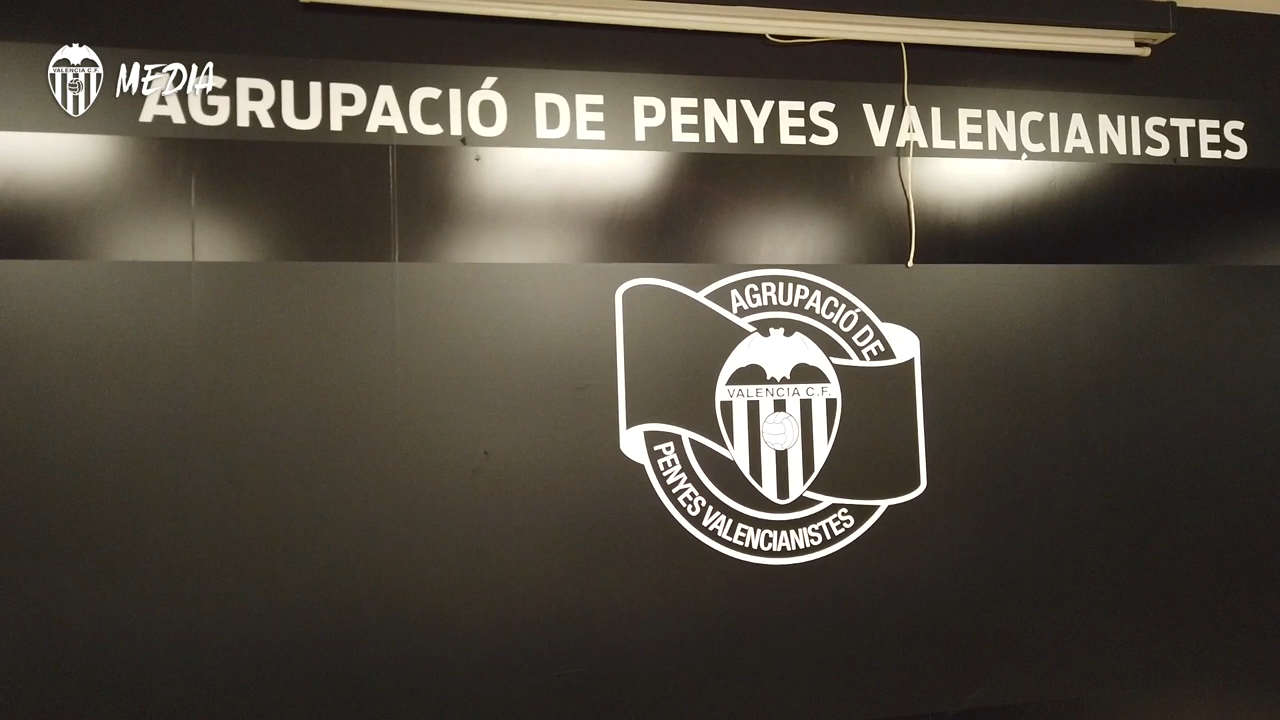 VALENCIA C.F.
MEDIA
AGRUPACIÓ DE PENYES VALENCIANISTES
AGRUPACIÓ DE
VALENCIA C.F.
PENYES VALENCIANISTES